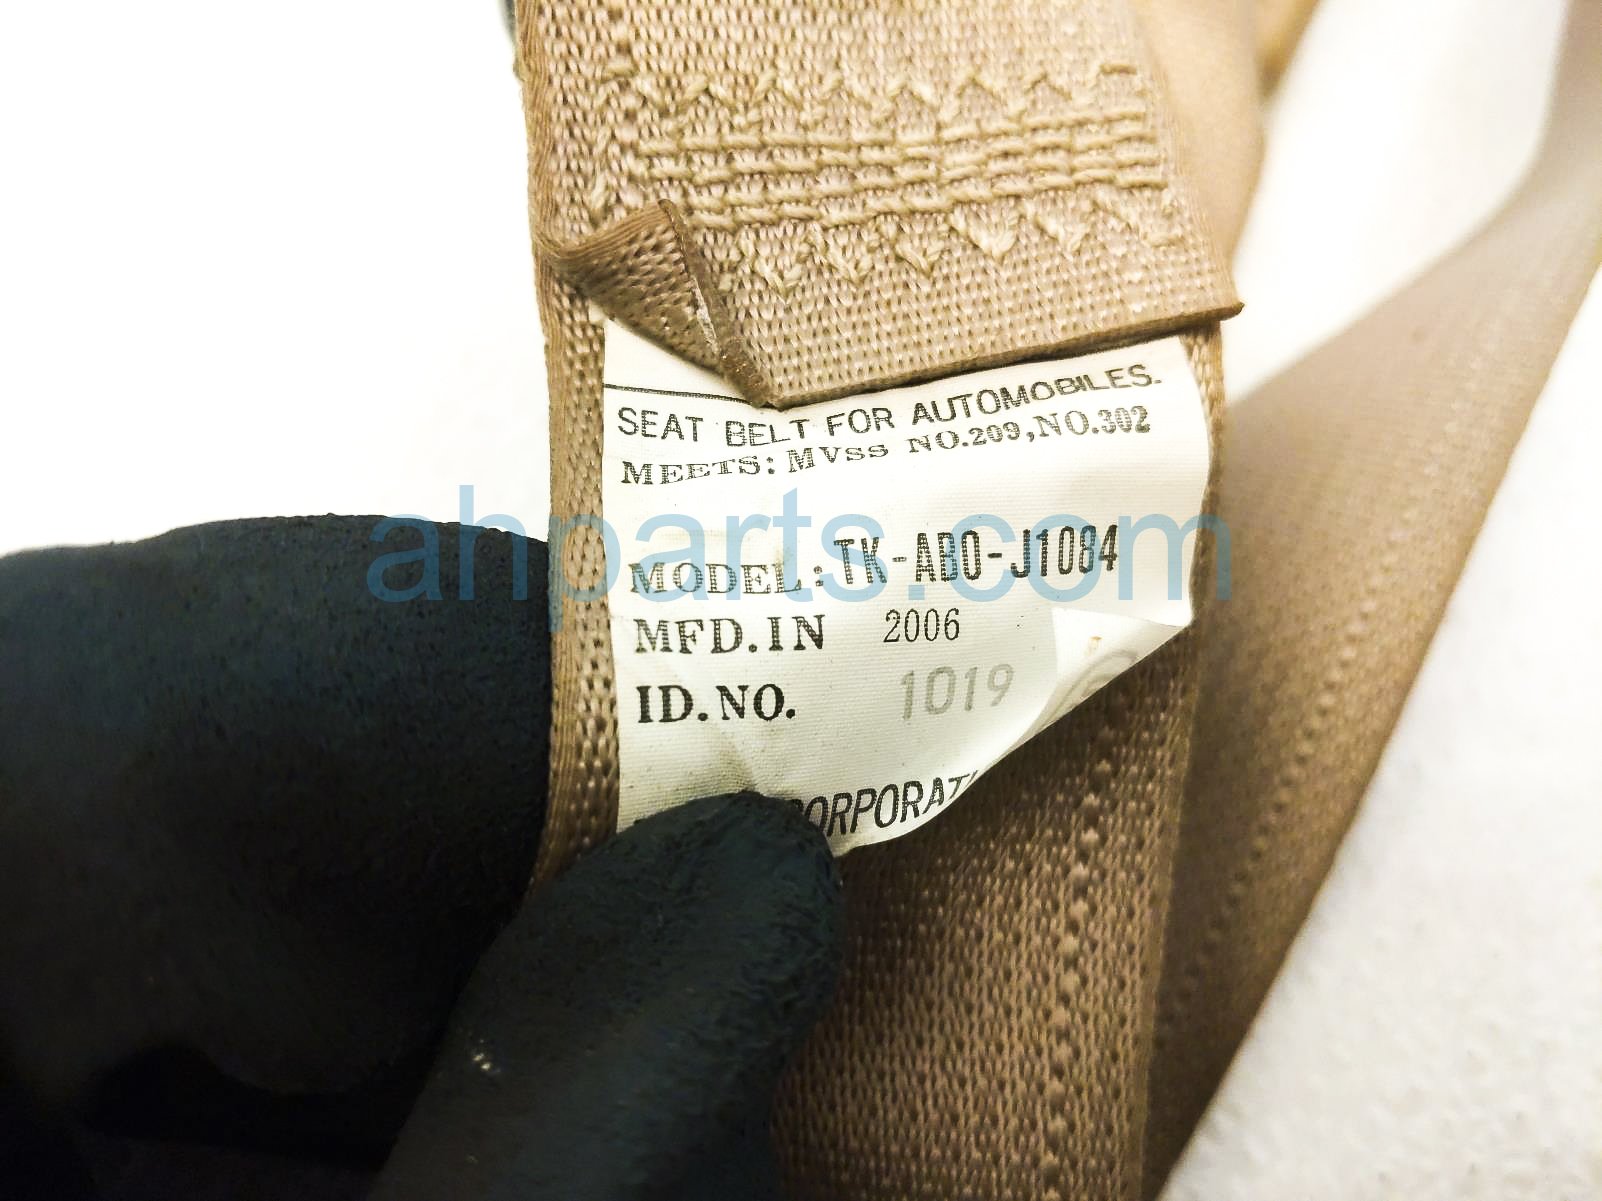 SEAT BELT FOR AUTOMOBILES.
MEETS: MVSS NO.209,NO.302
ahparts.com
MODEL: TK-AB0-J1084
MFD.IN 2006
ID.NO. 1019